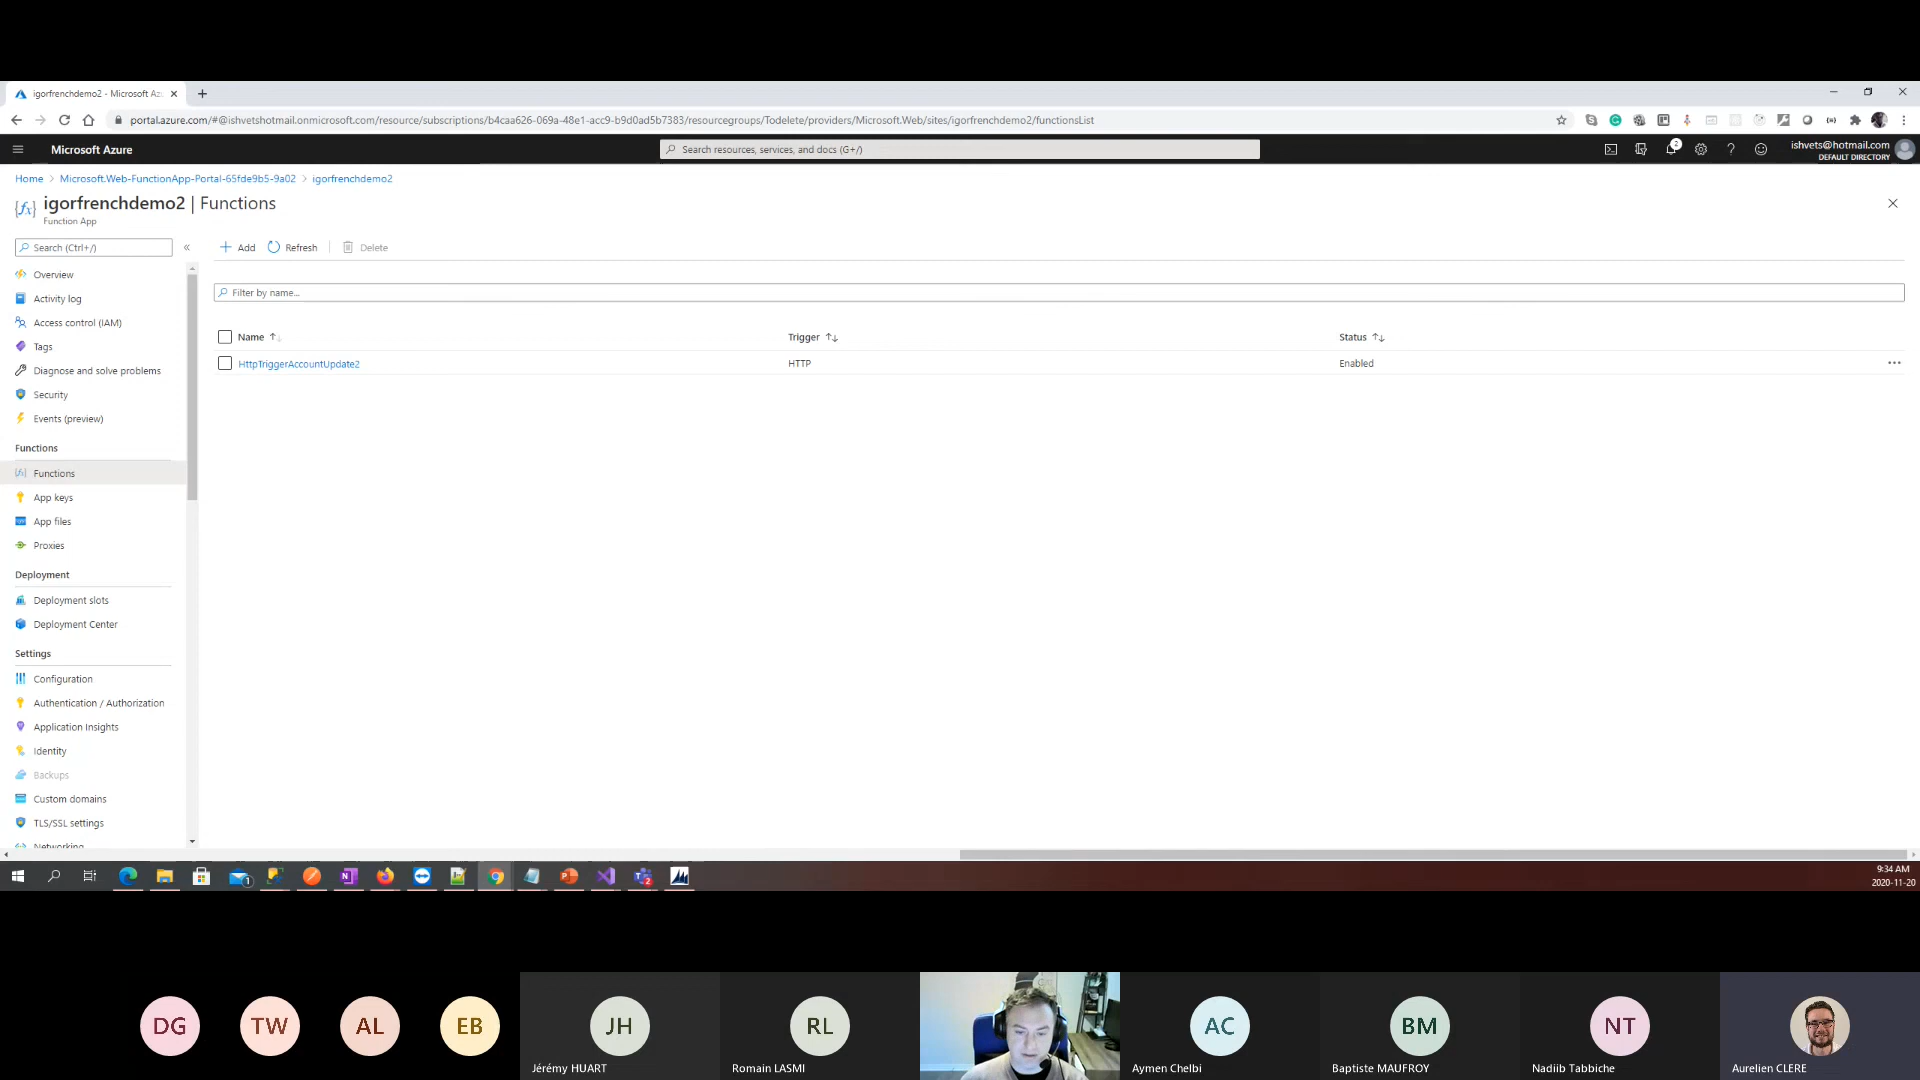 igorfrenchdemo2 - Microsoft Az
portal.azure.com/#@ishvetshotmail.onmicrosoft.com/resource/subscriptions/b4caa626-069a-48e1-acc9-b9d0ad5b7383/resourcegroups/Todelete/providers/Microsoft.Web/sites/igorfrenchdemo2/functionsList
Microsoft Azure
Search resources, services, and docs (G+/)
2
ishvets@hotmail.com
DEFAULT DIRECTORY
Home > Microsoft.Web-FunctionApp-Portal-65fde9b5-9a02 > igorfrenchdemo2
igorfrenchdemo2 | Functions
Function App
Search (Ctrl+/)
Add Refresh Delete
Overview
Activity log
Access control (IAM)
Tags
Diagnose and solve problems
Security
Events (preview)
Functions
Functions
App keys
App files
Proxies
Deployment
Deployment slots
Deployment Center
Settings
Configuration
Authentication / Authorization
Application Insights
Identity
Backups
Custom domains
TLS/SSL settings
Networking
Filter by name...
Name Trigger Status
HttpTriggerAccountUpdate2 HTTP Enabled
9:34 AM
2020-11-20
DG TW AL EB JH RL AC BM NT
Jérémy HUART Romain LASMI Aymen Chelbi Baptiste MAUFROY Nadiib Tabbiche Aurelien CLERE